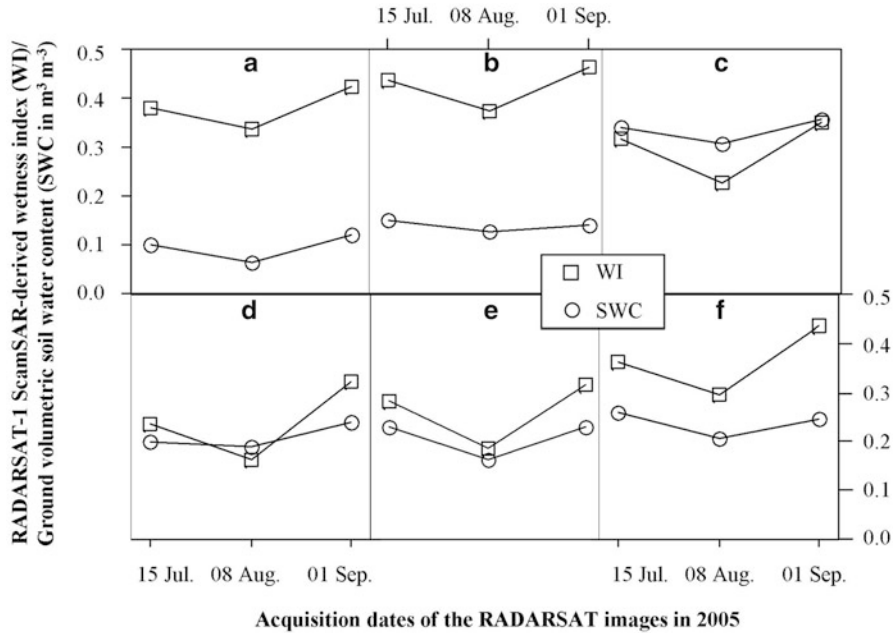 15 Jul. 08 Aug. 01 Sep.
RADARSAT-1 ScamSAR-derived wetness index (WI)/
Ground volumetric soil water content (SWC in m³ m⁻³)
0.5
0.4
0.3
0.2
0.1
0.0
a b c
WI
SWC
d e f
0.5
0.4
0.3
0.2
0.1
0.0
15 Jul. 08 Aug. 01 Sep. 15 Jul. 08 Aug. 01 Sep.
Acquisition dates of the RADARSAT images in 2005